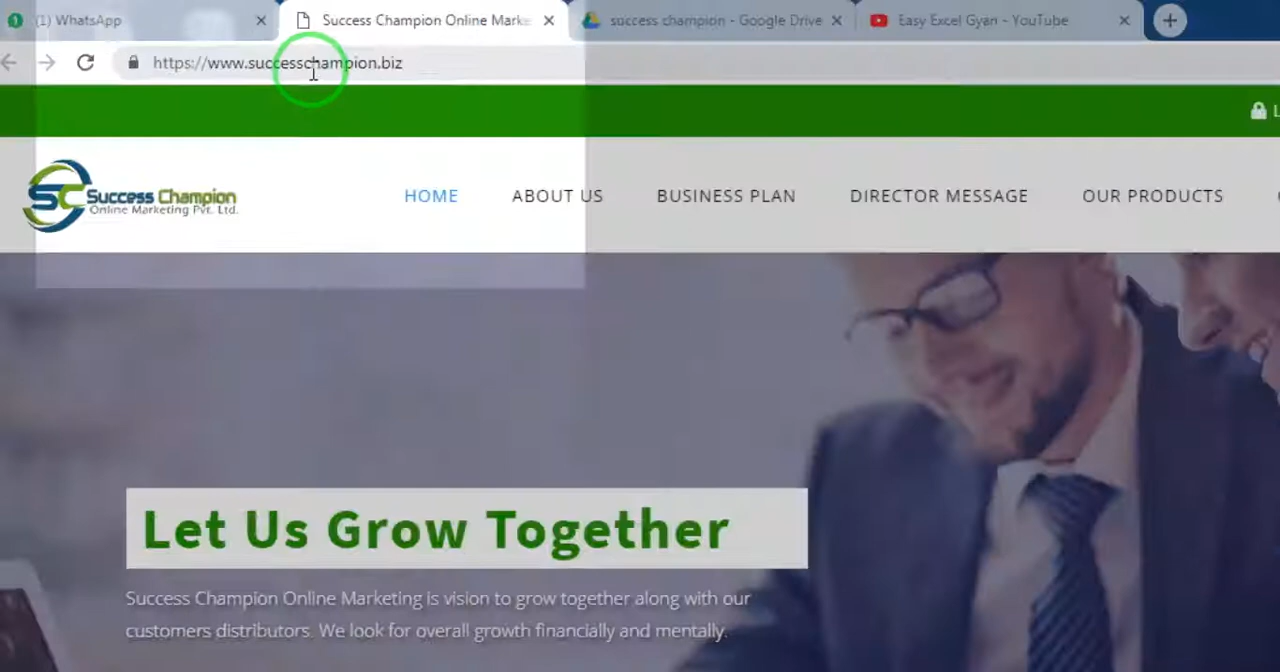 (1) WhatsApp
Success Champion Online Marke
success champion - Google Drive
Easy Excel Gyan - YouTube
https://www.successchampion.biz
L
SC Success Champion
Online Marketing Pvt. Ltd.
HOME
ABOUT US
BUSINESS PLAN
DIRECTOR MESSAGE
OUR PRODUCTS
Let Us Grow Together
Success Champion Online Marketing is vision to grow together along with our
customers distributors. We look for overall growth financially and mentally.